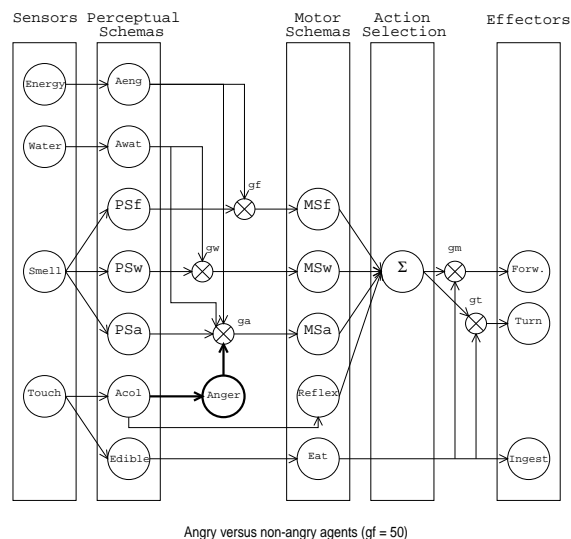 Sensors Perceptual Motor Action Effectors
Schemas Schemas Selection
Energy Aeng
Water Awat
PSf gf MSf
Smell PSw gw MSw Σ gm Forw.
PSa ga MSa gt Turn
Touch Acol Anger Reflex
Edible Eat Ingest
Angry versus non-angry agents (gf = 50)